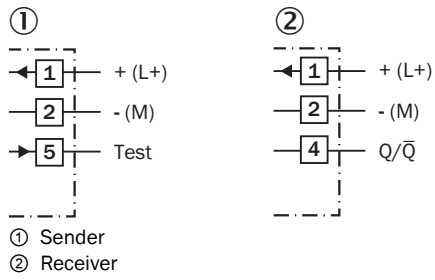 ① ②
1 + (L+) 1 + (L+)
2 - (M) 2 - (M)
5 Test 4 Q/Q̅
① Sender
② Receiver